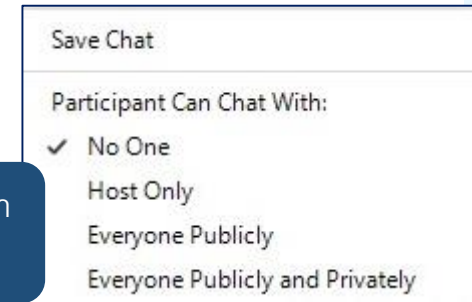 Save Chat
Participant Can Chat With:
✓ No One
Host Only
Everyone Publicly
Everyone Publicly and Privately